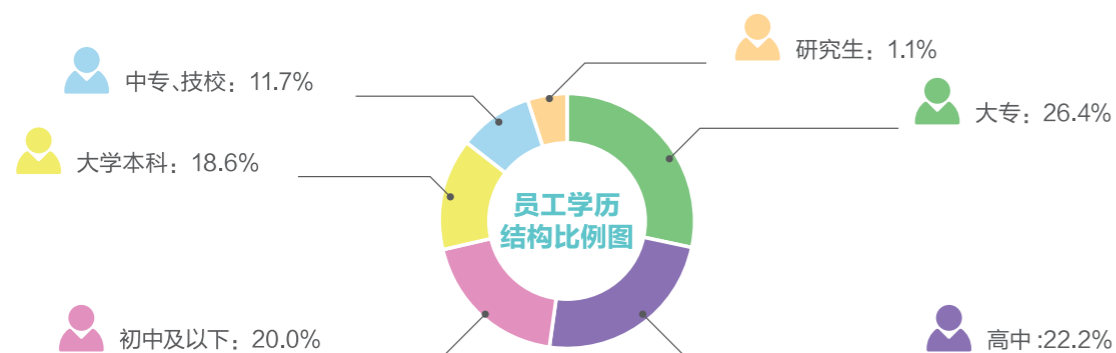 研究生：1.1%
中专、技校：11.7%
大专：26.4%
大学本科：18.6%
员工学历
结构比例图
初中及以下：20.0%
高中 :22.2%